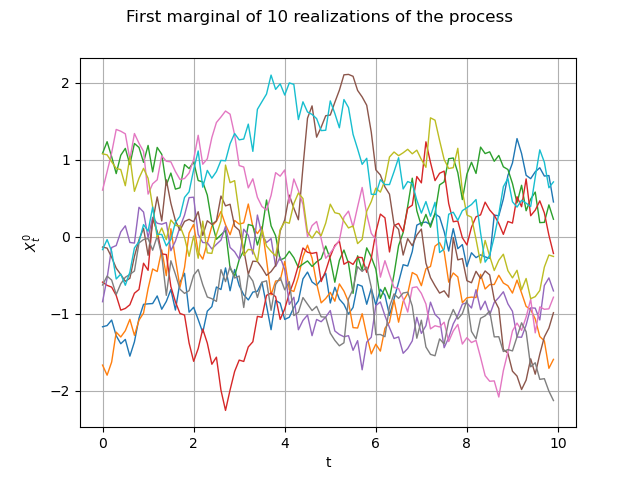 First marginal of 10 realizations of the process
2
1
0
−1
−2
X_t^0
0 2 4 6 8 10
t